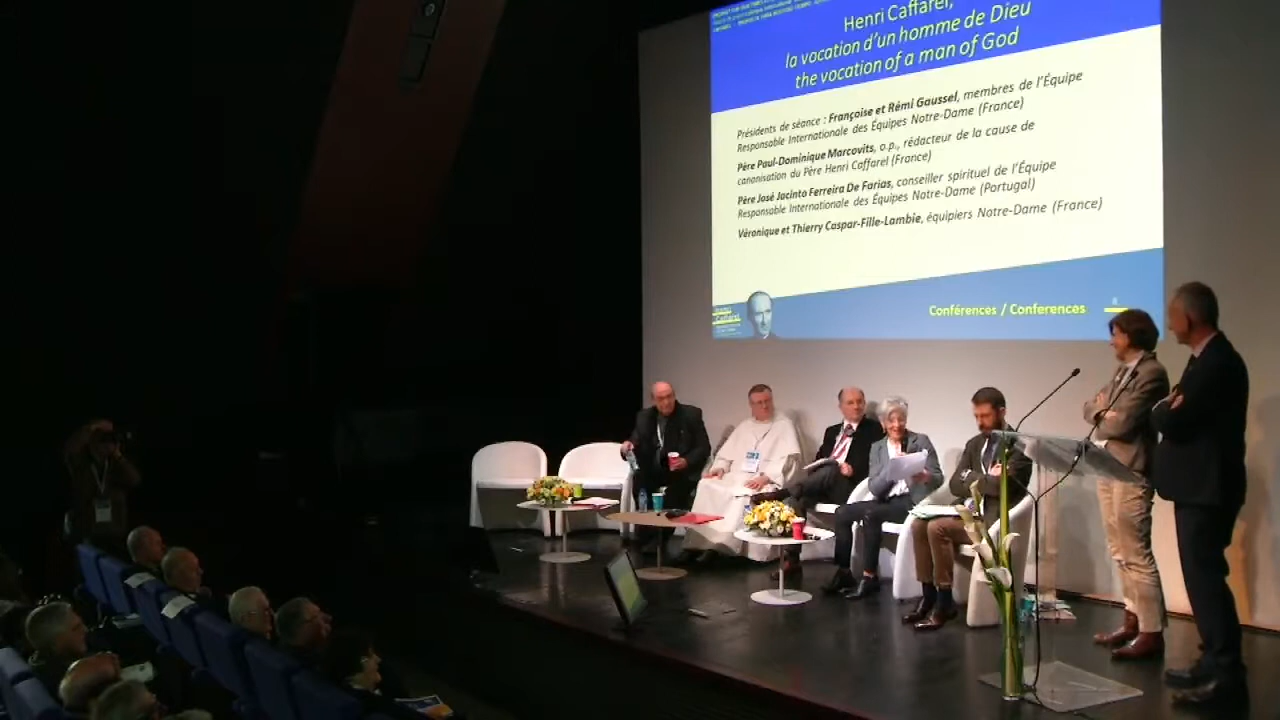 Henri Caffarel,
la vocation d'un homme de Dieu
the vocation of a man of God
Présidents de séance : Françoise et Rémi Gaussel, membres de l'Équipe
Responsable Internationale des Équipes Notre-Dame (France)
Père Paul-Dominique Marcovits, o.p., rédacteur de la cause de
canonisation du Père Henri Caffarel (France)
Père José Jacinto Ferreira De Farias, conseiller spirituel de l'Équipe
Responsable Internationale des Équipes Notre-Dame (Portugal)
Véronique et Thierry Caspar-Fille-Lambie, équipiers Notre-Dame (France)
Conférences / Conferences
Caffarel